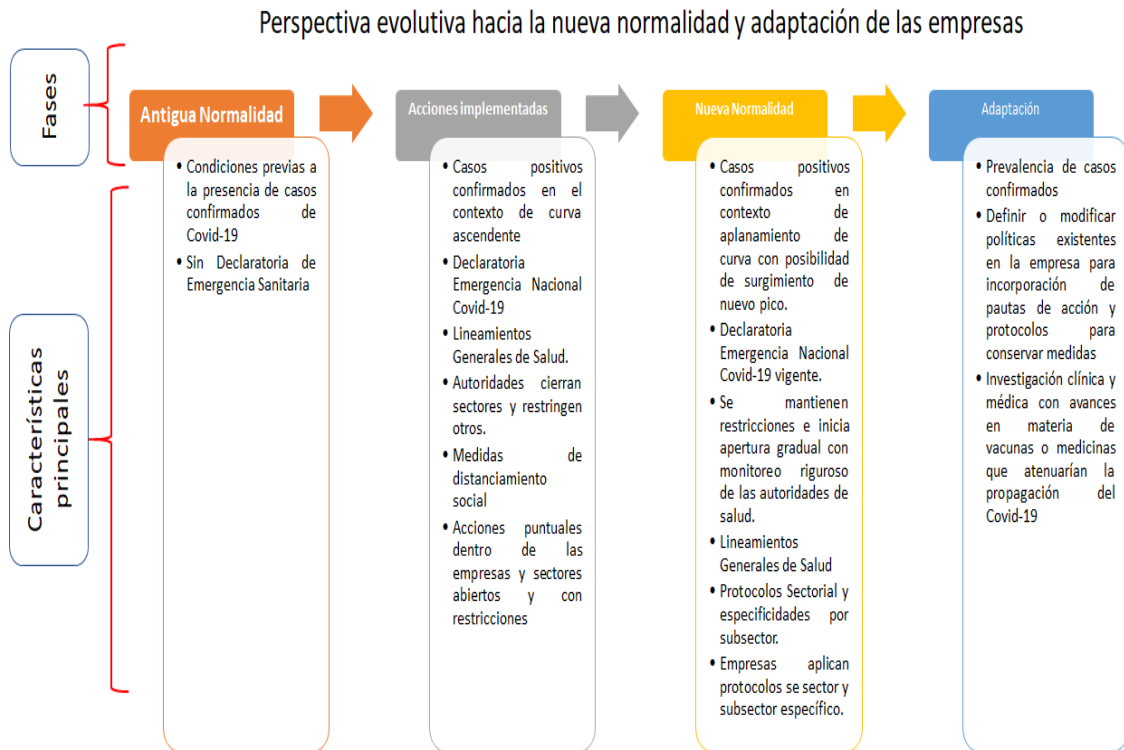 Perspectiva evolutiva hacia la nueva normalidad y adaptación de las empresas
Fases
Antigua Normalidad
Acciones implementadas
Nueva Normalidad
Adaptación
Características
principales
• Condiciones previas a
la presencia de casos
confirmados de
Covid-19
• Sin Declaratoria de
Emergencia Sanitaria
• Casos positivos
confirmados en el
contexto de curva
ascendente
• Declaratoria
Emergencia Nacional
Covid-19
• Lineamientos
Generales de Salud.
• Autoridades cierran
sectores y restringen
otros.
• Medidas de
distanciamiento
social
• Acciones puntuales
dentro de las
empresas y sectores
abiertos y con
restricciones
• Casos positivos
confirmados en
contexto de
aplanamiento de
curva con posibilidad
de surgimiento de
nuevo pico.
• Declaratoria
Emergencia Nacional
Covid-19 vigente.
• Se mantienen
restricciones e inicia
apertura gradual con
monitoreo riguroso
de las autoridades de
salud.
• Lineamientos
Generales de Salud
• Protocolos Sectorial y
especificidades por
subsector.
• Empresas aplican
protocolos se sector y
subsector específico.
• Prevalencia de casos
confirmados
• Definir o modificar
políticas existentes
en la empresa para
incorporación de
pautas de acción y
protocolos para
conservar medidas
• Investigación clínica y
médica con avances
en materia de
vacunas o medicinas
que atenuarían la
propagación del
Covid-19